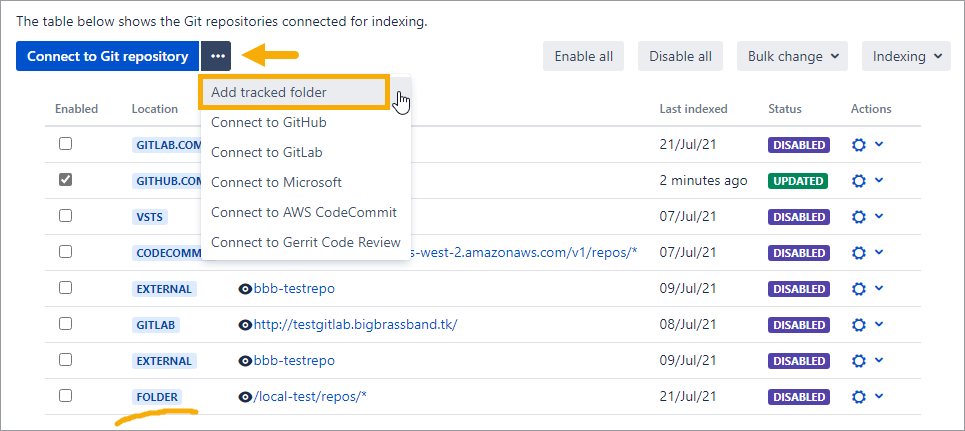 The table below shows the Git repositories connected for indexing.
Connect to Git repository ••• Enable all Disable all Bulk change Indexing
Add tracked folder
Connect to GitHub
Connect to GitLab
Connect to Microsoft
Connect to AWS CodeCommit
Connect to Gerrit Code Review
Enabled Location Last indexed Status Actions
GITLAB.COM 21/Jul/21 DISABLED
GITHUB.COM 2 minutes ago UPDATED
VSTS 07/Jul/21 DISABLED
CODECOMM s-west-2.amazonaws.com/v1/repos/* 07/Jul/21 DISABLED
EXTERNAL bbb-testrepo 09/Jul/21 DISABLED
GITLAB http://testgitlab.bigbrassband.tk/ 08/Jul/21 DISABLED
EXTERNAL bbb-testrepo 09/Jul/21 DISABLED
FOLDER /local-test/repos/* 21/Jul/21 DISABLED